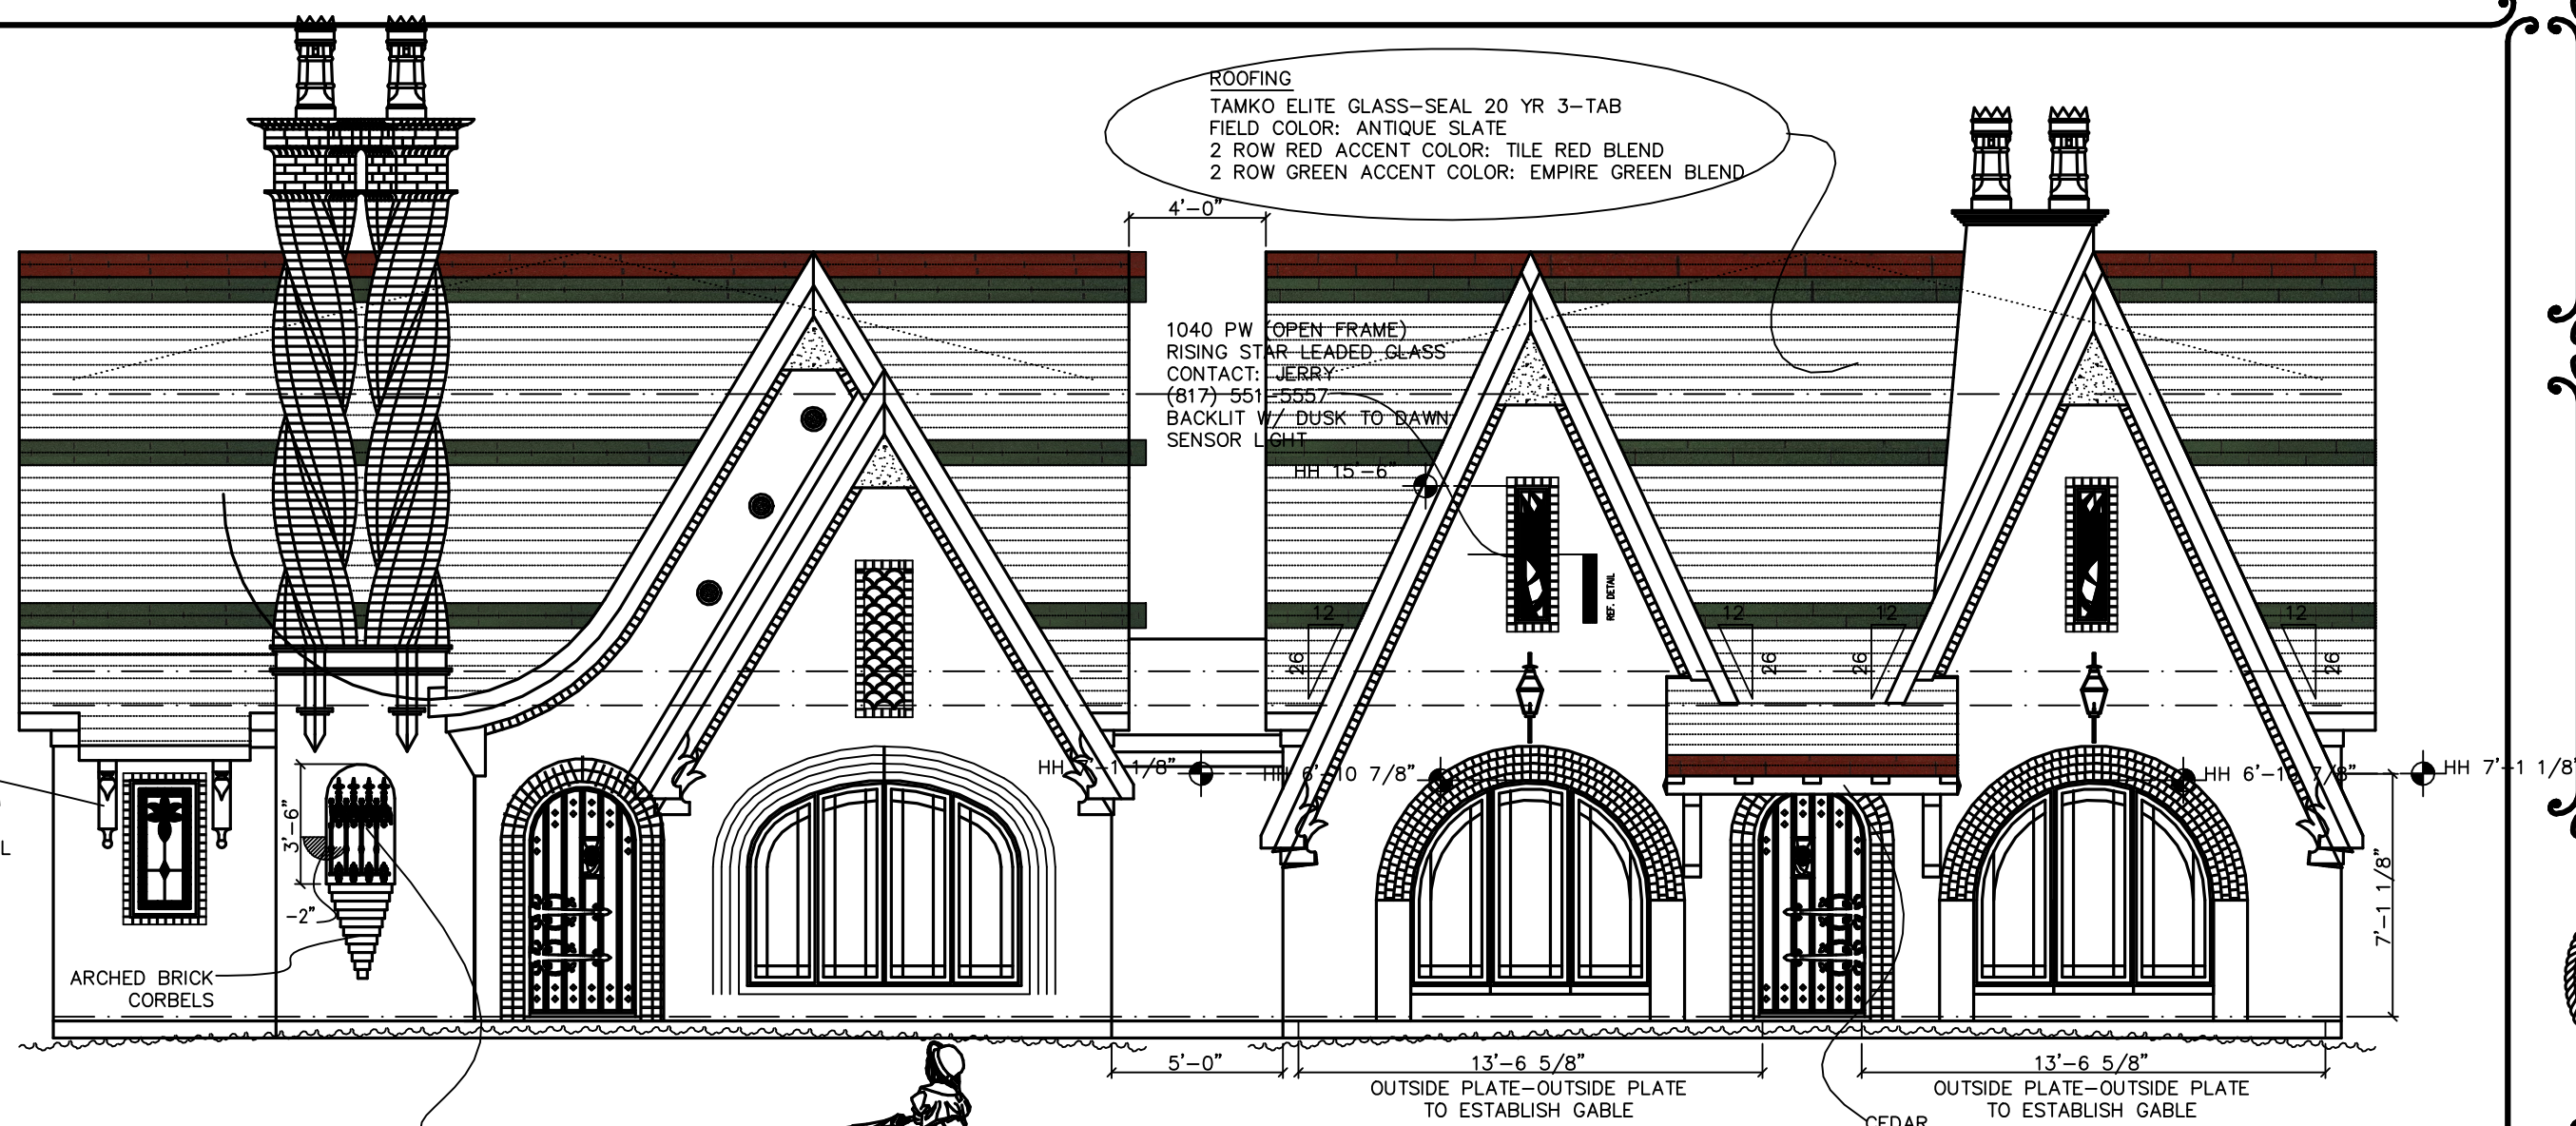 ROOFING
TAMKO ELITE GLASS-SEAL 20 YR 3-TAB
FIELD COLOR: ANTIQUE SLATE
2 ROW RED ACCENT COLOR: TILE RED BLEND
2 ROW GREEN ACCENT COLOR: EMPIRE GREEN BLEND
4'-0"
1040 PW (OPEN FRAME)
RISING STAR LEADED GLASS
CONTACT: JERRY
(817) 551-5557
BACKLIT W/ DUSK TO DAWN
SENSOR LIGHT
HH 15'-6"
REF. DETAIL
12
26
12
26
12
26
12
26
HH 1/8"
HH 6'-10 7/8"
HH 6'-10 7/8"
HH 7'-1 1/8"
3'-6"
-2"
L
7'-1 1/8"
ARCHED BRICK
CORBELS
5'-0"
13'-6 5/8"
OUTSIDE PLATE-OUTSIDE PLATE
TO ESTABLISH GABLE
13'-6 5/8"
OUTSIDE PLATE-OUTSIDE PLATE
TO ESTABLISH GABLE
CEDAR